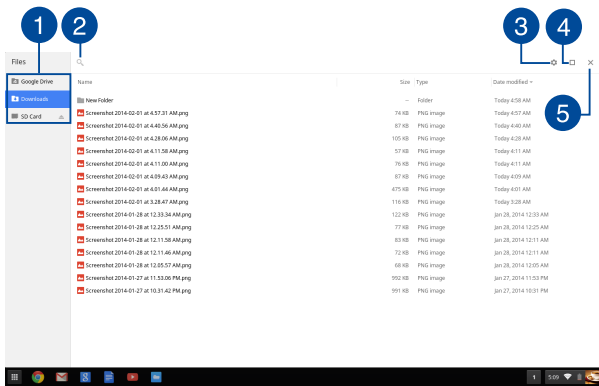 1 2 3 4
Files
Google Drive Name Size Type Date modified
Downloads New Folder -- Folder Today 4:58 AM
Screenshot 2014-02-01 at 4.57.31 AM.png 74 KB PNG image Today 4:57 AM
SD Card Screenshot 2014-02-01 at 4.40.56 AM.png 87 KB PNG image Today 4:40 AM
5
Screenshot 2014-02-01 at 4.28.06 AM.png 105 KB PNG image Today 4:28 AM
Screenshot 2014-02-01 at 4.11.58 AM.png 57 KB PNG image Today 4:11 AM
Screenshot 2014-02-01 at 4.11.00 AM.png 76 KB PNG image Today 4:11 AM
Screenshot 2014-02-01 at 4.09.43 AM.png 87 KB PNG image Today 4:09 AM
Screenshot 2014-02-01 at 4.01.44 AM.png 475 KB PNG image Today 4:01 AM
Screenshot 2014-02-01 at 3.28.47 AM.png 116 KB PNG image Today 3:28 AM
Screenshot 2014-01-28 at 12.33.34 AM.png 122 KB PNG image Jan 28, 2014 12:33 AM
Screenshot 2014-01-28 at 12.25.51 AM.png 77 KB PNG image Jan 28, 2014 12:25 AM
Screenshot 2014-01-28 at 12.11.58 AM.png 83 KB PNG image Jan 28, 2014 12:11 AM
Screenshot 2014-01-28 at 12.11.46 AM.png 72 KB PNG image Jan 28, 2014 12:11 AM
Screenshot 2014-01-28 at 12.05.57 AM.png 68 KB PNG image Jan 28, 2014 12:05 AM
Screenshot 2014-01-27 at 11.53.06 PM.png 992 KB PNG image Jan 27, 2014 11:53 PM
Screenshot 2014-01-27 at 10.31.42 PM.png 991 KB PNG image Jan 27, 2014 10:31 PM
8 1 5:09